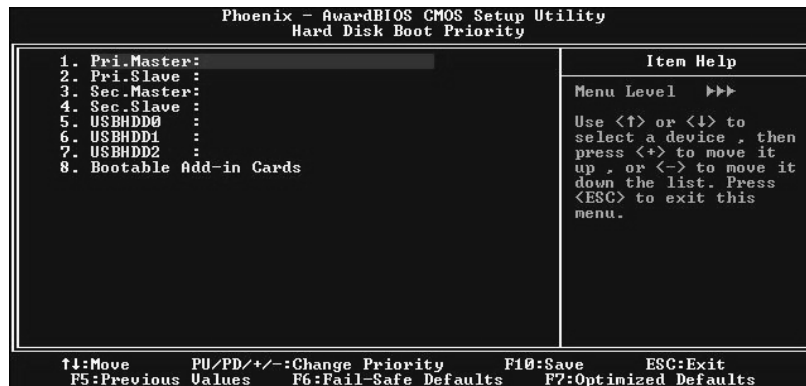 Phoenix - AwardBIOS CMOS Setup Utility
Hard Disk Boot Priority
1. Pri.Master:
2. Pri.Slave :
3. Sec.Master:
4. Sec.Slave :
5. USBHDD0 :
6. USBHDD1 :
7. USBHDD2 :
8. Bootable Add-in Cards
Item Help
Menu Level ▶▶▶
Use <↑> or <↓> to
select a device , then
press <+> to move it
up , or <-> to move it
down the list. Press
<ESC> to exit this
menu.
↑↓:Move PU/PD/+/-:Change Priority F10:Save ESC:Exit
F5:Previous Values F6:Fail-Safe Defaults F7:Optimized Defaults